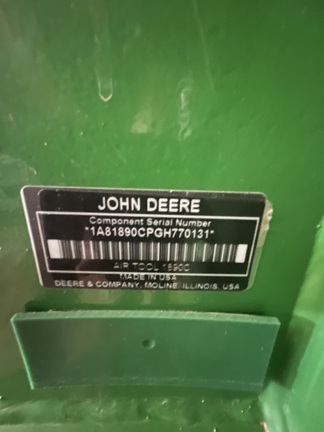 JOHN DEERE
Component Serial Number
*1A81890CPGH770131*
AIR TOOL 1890C
MADE IN USA
DEERE & COMPANY, MOLINE, ILLINOIS, USA